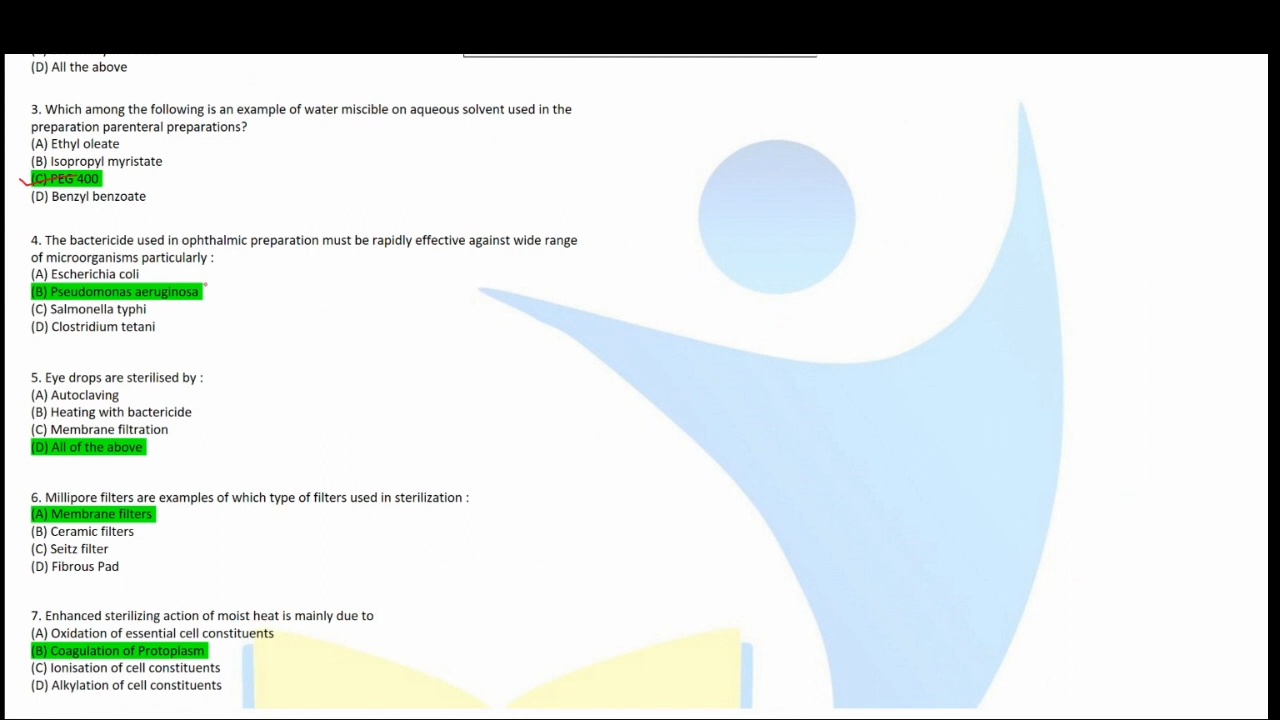 (D) All the above
3. Which among the following is an example of water miscible on aqueous solvent used in the
preparation parenteral preparations?
(A) Ethyl oleate
(B) Isopropyl myristate
(C) PEG 400
(D) Benzyl benzoate
4. The bactericide used in ophthalmic preparation must be rapidly effective against wide range
of microorganisms particularly :
(A) Escherichia coli
(B) Pseudomonas aeruginosa
(C) Salmonella typhi
(D) Clostridium tetani
5. Eye drops are sterilised by :
(A) Autoclaving
(B) Heating with bactericide
(C) Membrane filtration
(D) All of the above
6. Millipore filters are examples of which type of filters used in sterilization :
(A) Membrane filters
(B) Ceramic filters
(C) Seitz filter
(D) Fibrous Pad
7. Enhanced sterilizing action of moist heat is mainly due to
(A) Oxidation of essential cell constituents
(B) Coagulation of Protoplasm
(C) Ionisation of cell constituents
(D) Alkylation of cell constituents